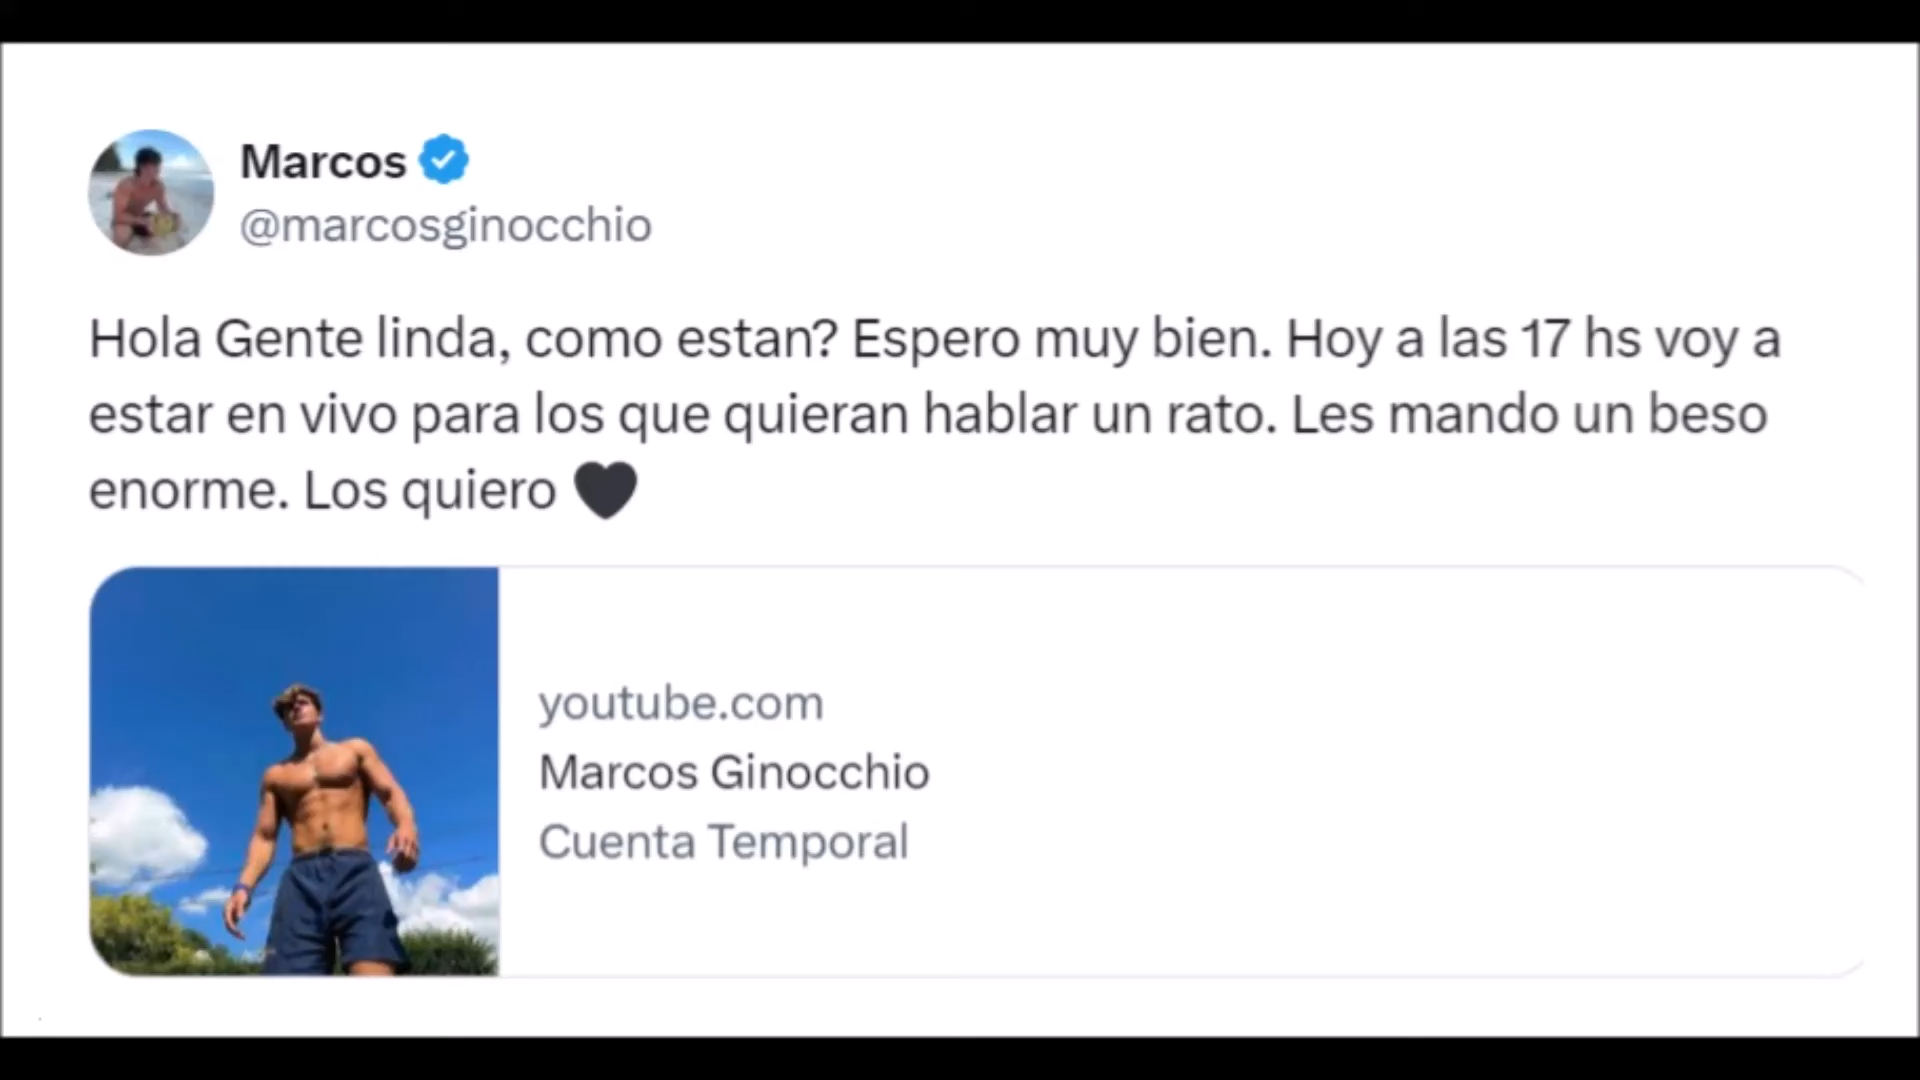 Marcos
@marcosginocchio
Hola Gente linda, como estan? Espero muy bien. Hoy a las 17 hs voy a
estar en vivo para los que quieran hablar un rato. Les mando un beso
enorme. Los quiero 🖤
youtube.com
Marcos Ginocchio
Cuenta Temporal